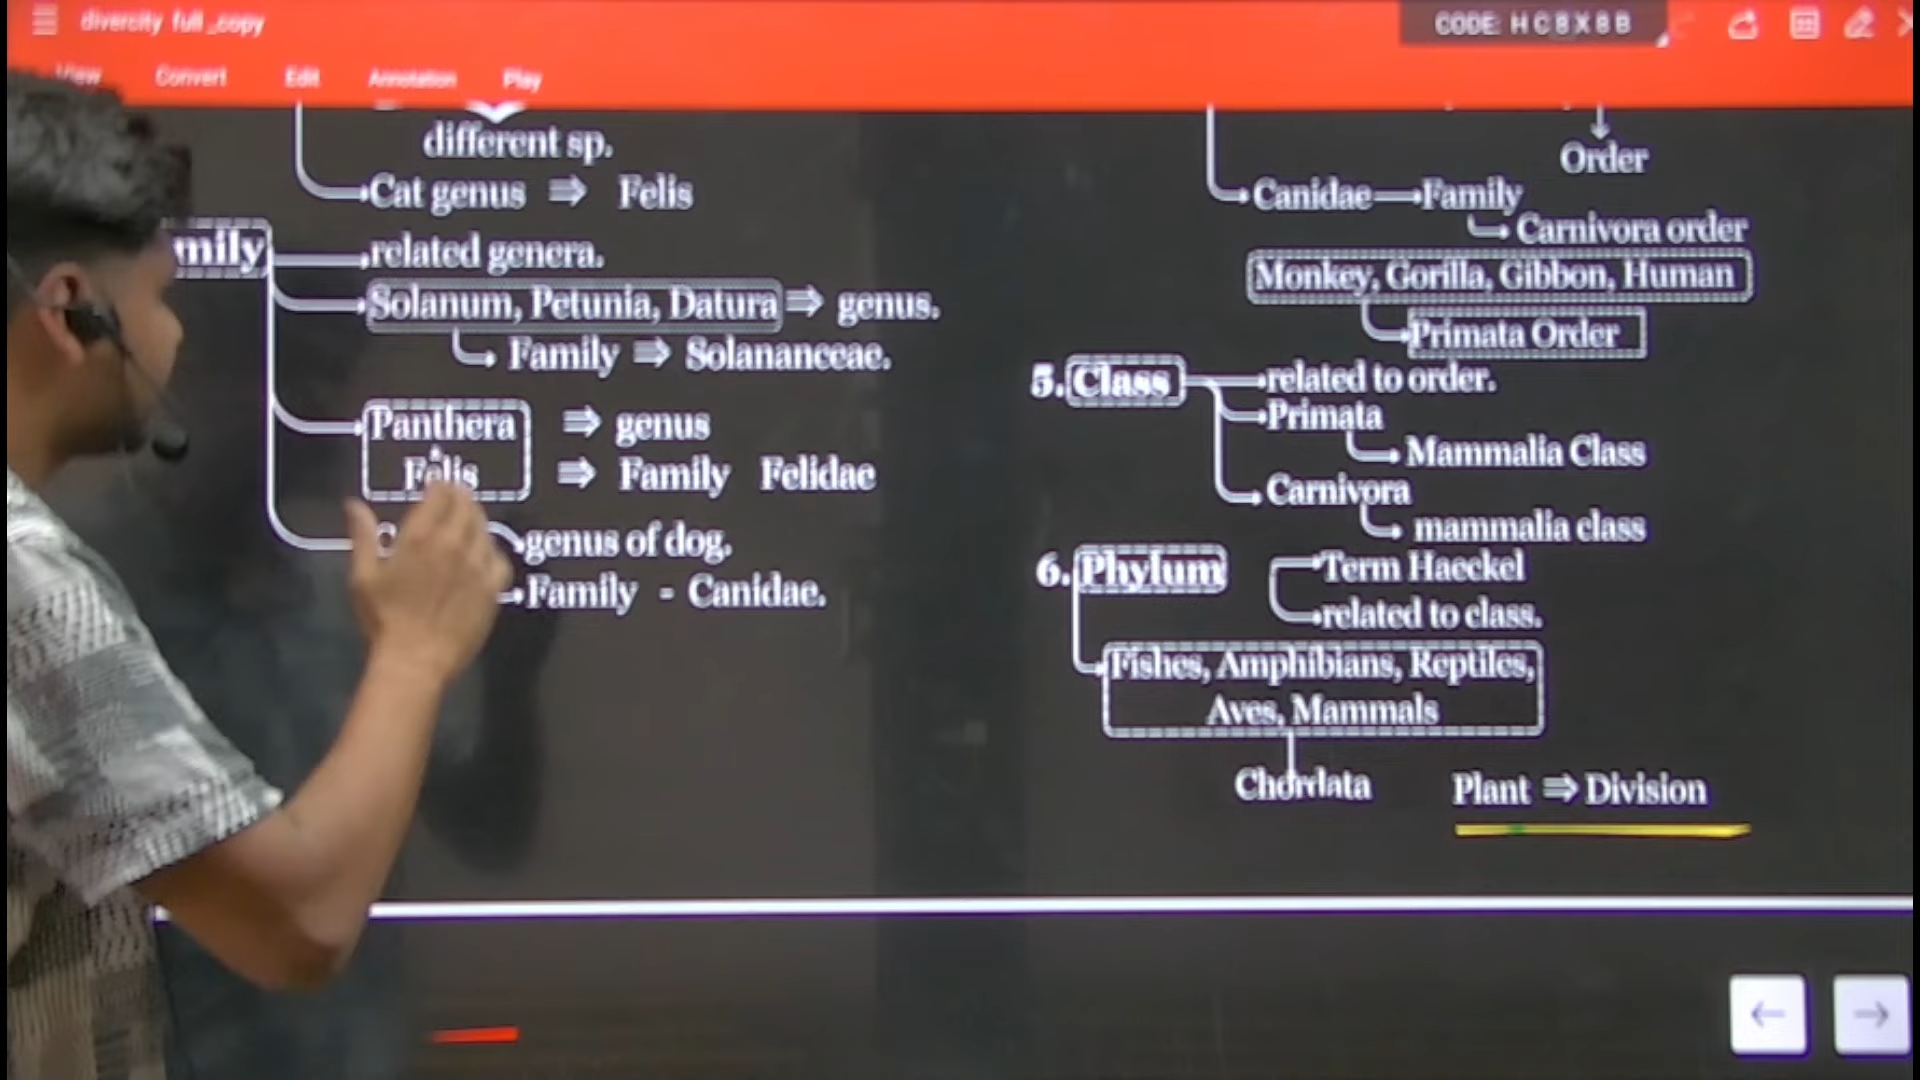 divercity full_copy
CODE: HC8X8B
View Convert Edit Annotation Play
different sp.
Cat genus ⇒ Felis
mily
related genera.
Solanum, Petunia, Datura ⇒ genus.
Family ⇒ Solananceae.
Panthera ⇒ genus
Felis ⇒ Family Felidae
genus of dog.
Family - Canidae.
Order
Canidae → Family
Carnivora order
Monkey, Gorilla, Gibbon, Human
Primata Order
5. Class
related to order.
Primata
Mammalia Class
Carnivora
mammalia class
6. Phylum
Term Haeckel
related to class.
Fishes, Amphibians, Reptiles,
Aves, Mammals
Chordata
Plant ⇒ Division